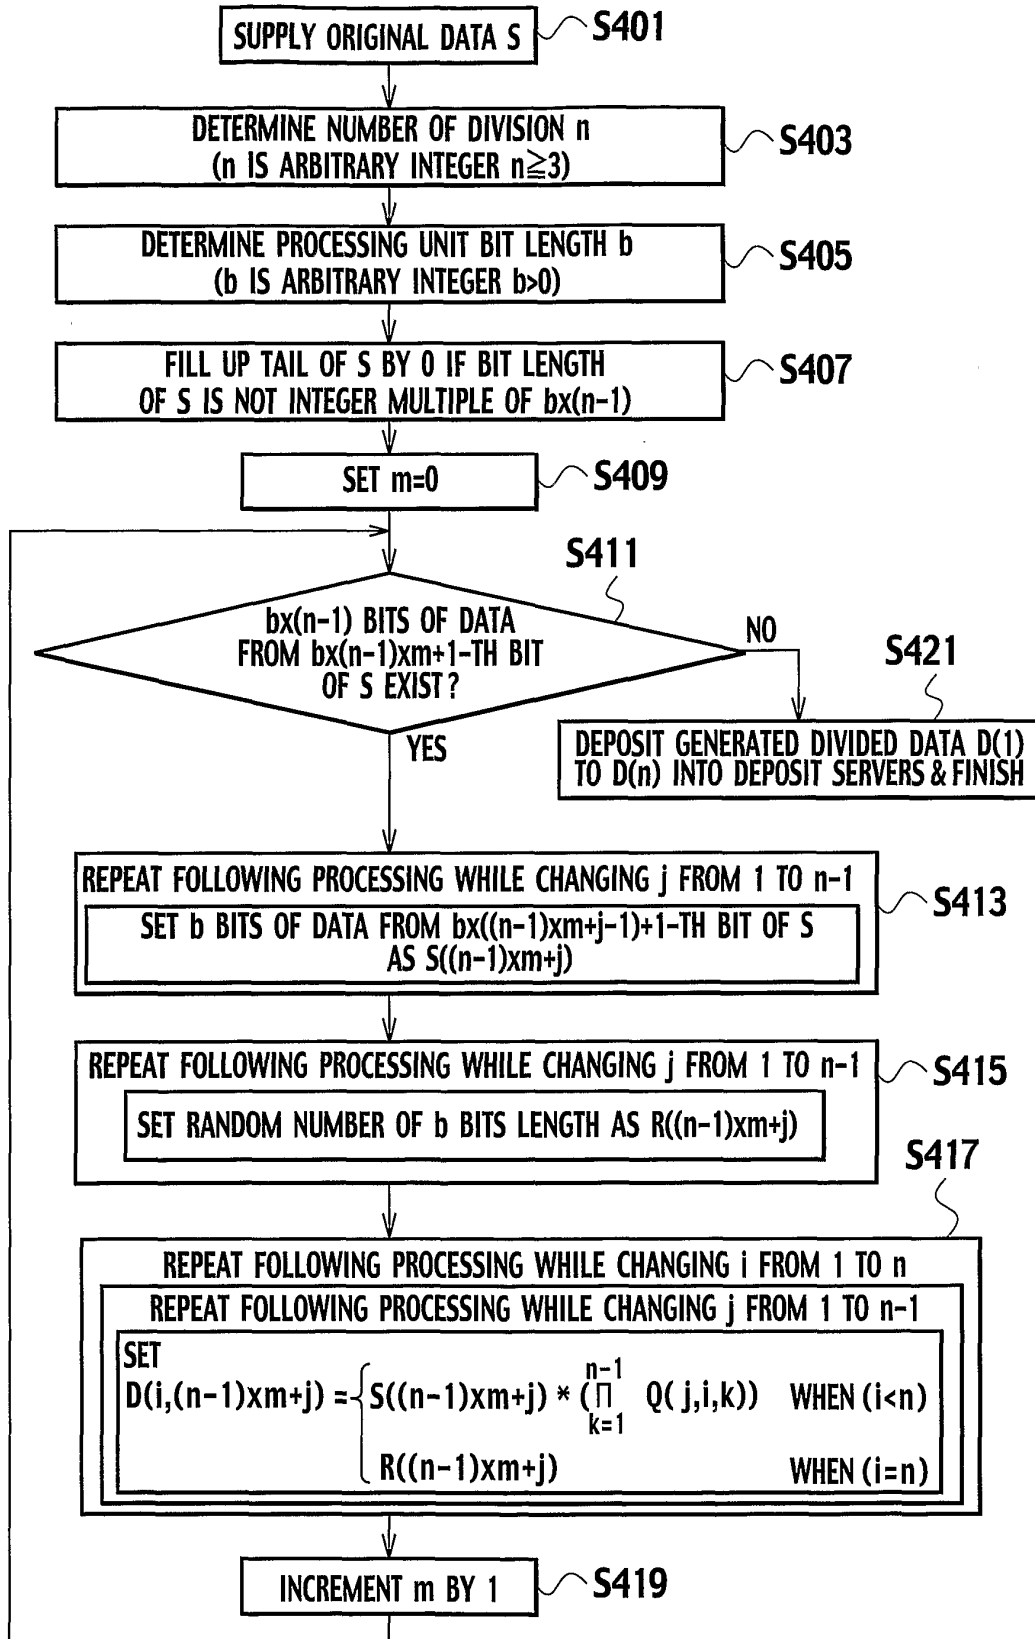 SUPPLY ORIGINAL DATA S
S401
DETERMINE NUMBER OF DIVISION n
(n IS ARBITRARY INTEGER n≧3)
S403
DETERMINE PROCESSING UNIT BIT LENGTH b
(b IS ARBITRARY INTEGER b>0)
S405
FILL UP TAIL OF S BY 0 IF BIT LENGTH
OF S IS NOT INTEGER MULTIPLE OF bx(n-1)
S407
SET m=0
S409
S411
bx(n-1) BITS OF DATA
FROM bx(n-1)xm+1-TH BIT
OF S EXIST?
NO
YES
S421
DEPOSIT GENERATED DIVIDED DATA D(1)
TO D(n) INTO DEPOSIT SERVERS & FINISH
REPEAT FOLLOWING PROCESSING WHILE CHANGING j FROM 1 TO n-1
S413
SET b BITS OF DATA FROM bx((n-1)xm+j-1)+1-TH BIT OF S
AS S((n-1)xm+j)
REPEAT FOLLOWING PROCESSING WHILE CHANGING j FROM 1 TO n-1
S415
SET RANDOM NUMBER OF b BITS LENGTH AS R((n-1)xm+j)
S417
REPEAT FOLLOWING PROCESSING WHILE CHANGING i FROM 1 TO n
REPEAT FOLLOWING PROCESSING WHILE CHANGING j FROM 1 TO n-1
SET
n-1
D(i,(n-1)xm+j) = { S((n-1)xm+j) * (Π Q(j,i,k)) WHEN (i<n)
k=1
R((n-1)xm+j) WHEN (i=n)
INCREMENT m BY 1
S419